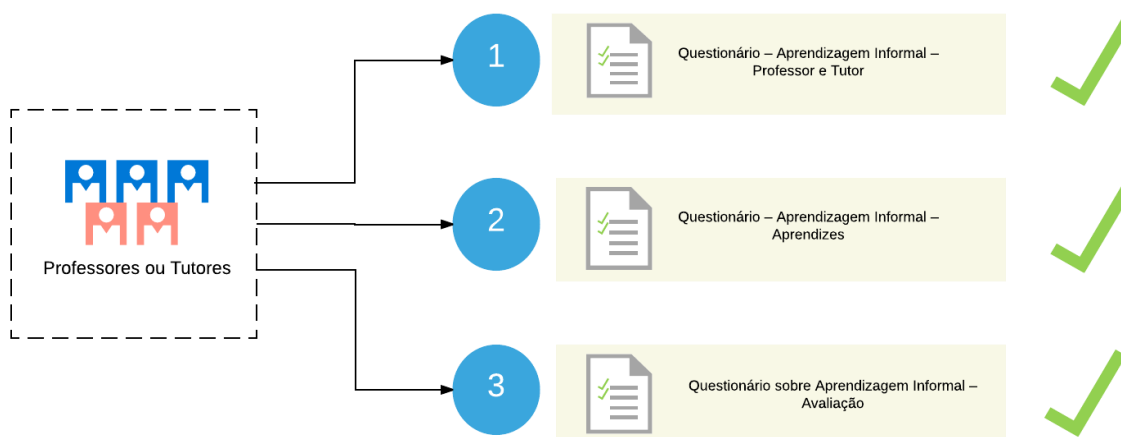 1
Questionário – Aprendizagem Informal –
Professor e Tutor
2
Questionário – Aprendizagem Informal –
Aprendizes
Professores ou Tutores
3
Questionário sobre Aprendizagem Informal –
Avaliação